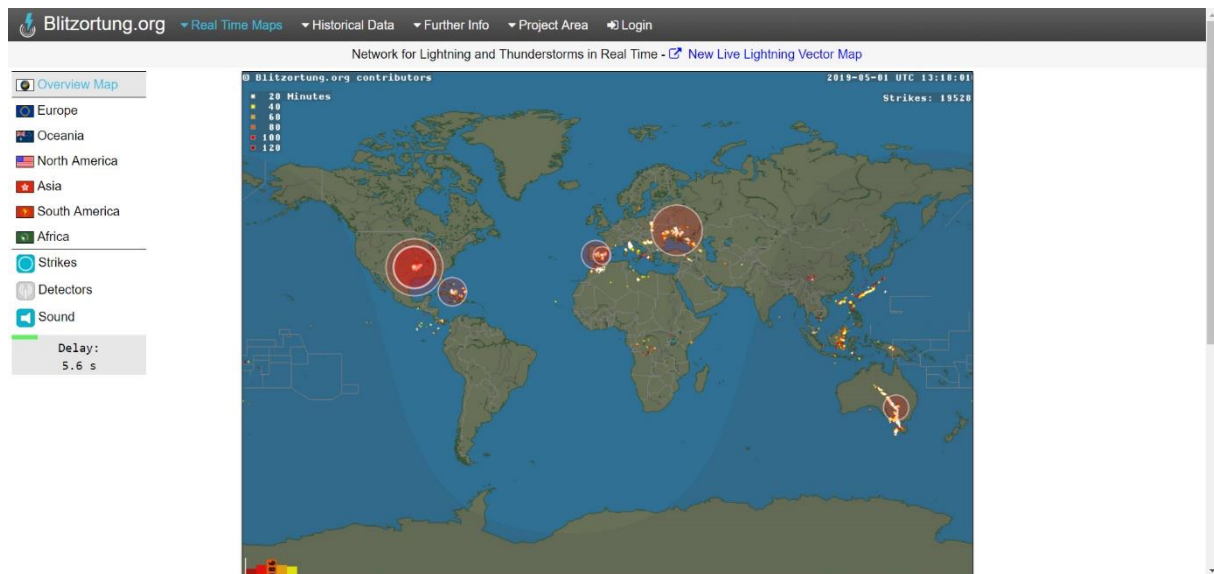 Blitzortung.org Real Time Maps Historical Data Further Info Project Area Login
Network for Lightning and Thunderstorms in Real Time - New Live Lightning Vector Map
Overview Map
Europe
Oceania
North America
Asia
South America
Africa
Strikes
Detectors
Sound
Delay:
5.6 s
© Blitzortung.org contributors
2019-05-01 UTC 13:18:01
Strikes: 19528
20 Minutes
40
60
80
100
120